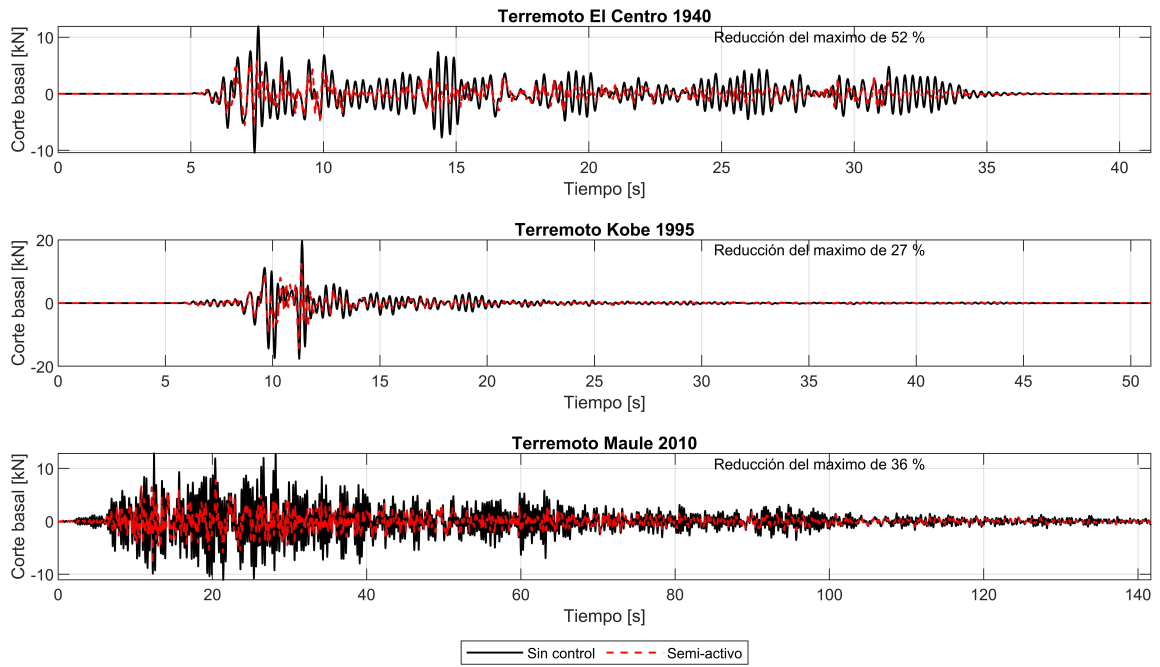 Terremoto El Centro 1940
Reducción del maximo de 52 %
Corte basal [kN]
10
0
-10
0 5 10 15 20 25 30 35 40
Tiempo [s]
Terremoto Kobe 1995
Reducción del maximo de 27 %
Corte basal [kN]
20
0
-20
0 5 10 15 20 25 30 35 40 45 50
Tiempo [s]
Terremoto Maule 2010
Reducción del maximo de 36 %
Corte basal [kN]
10
0
-10
0 20 40 60 80 100 120 140
Tiempo [s]
Sin control Semi-activo